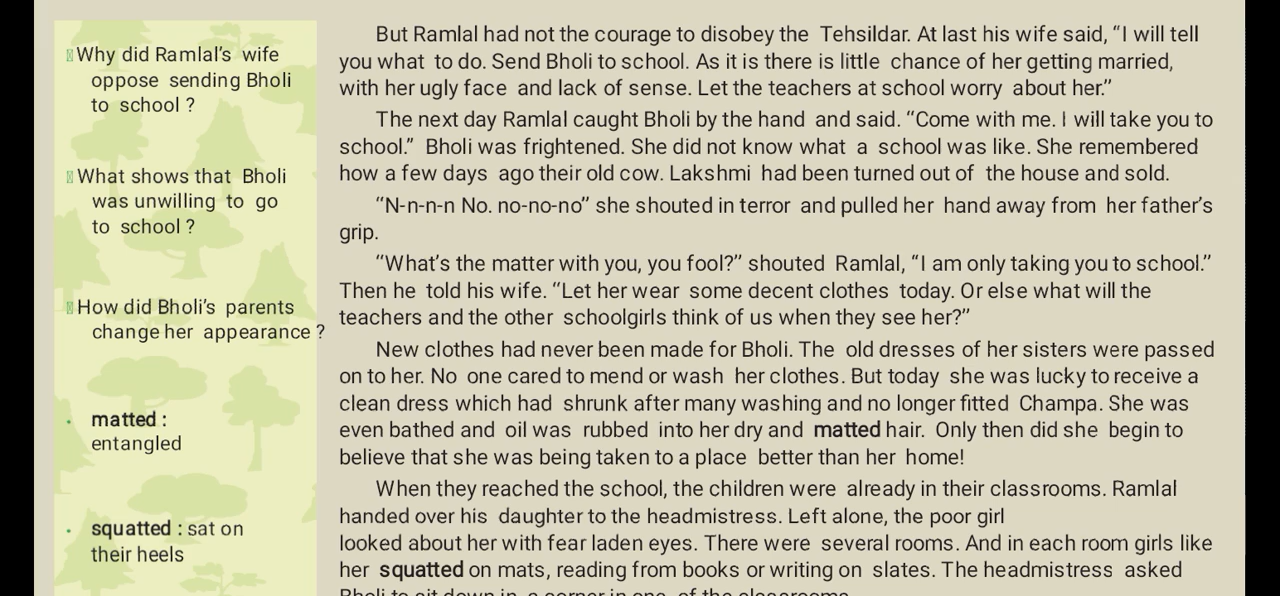 Why did Ramlal's wife
oppose sending Bholi
to school ?
What shows that Bholi
was unwilling to go
to school ?
How did Bholi's parents
change her appearance ?
matted :
entangled
squatted : sat on
their heels
But Ramlal had not the courage to disobey the Tehsildar. At last his wife said, “I will tell
you what to do. Send Bholi to school. As it is there is little chance of her getting married,
with her ugly face and lack of sense. Let the teachers at school worry about her.”
The next day Ramlal caught Bholi by the hand and said. “Come with me. I will take you to
school.” Bholi was frightened. She did not know what a school was like. She remembered
how a few days ago their old cow. Lakshmi had been turned out of the house and sold.
“N-n-n-n No. no-no-no” she shouted in terror and pulled her hand away from her father's
grip.
“What's the matter with you, you fool?” shouted Ramlal, “I am only taking you to school.”
Then he told his wife. “Let her wear some decent clothes today. Or else what will the
teachers and the other schoolgirls think of us when they see her?”
New clothes had never been made for Bholi. The old dresses of her sisters were passed
on to her. No one cared to mend or wash her clothes. But today she was lucky to receive a
clean dress which had shrunk after many washing and no longer fitted Champa. She was
even bathed and oil was rubbed into her dry and matted hair. Only then did she begin to
believe that she was being taken to a place better than her home!
When they reached the school, the children were already in their classrooms. Ramlal
handed over his daughter to the headmistress. Left alone, the poor girl
looked about her with fear laden eyes. There were several rooms. And in each room girls like
her squatted on mats, reading from books or writing on slates. The headmistress asked
Bholi to sit down in a corner in one of the classrooms.